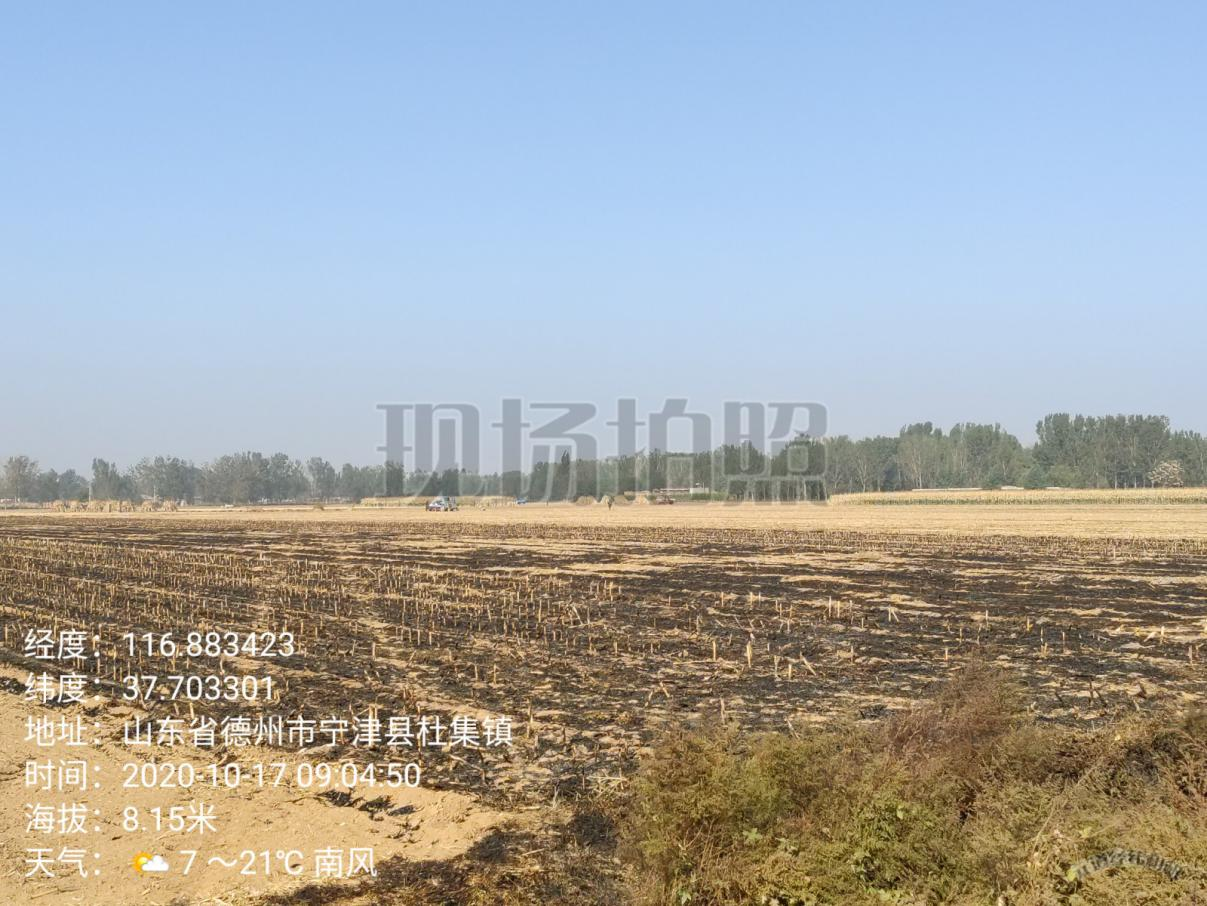 现场拍照
经度：116.883423
纬度：37.703301
地址：山东省德州市宁津县杜集镇
时间：2020-10-17 09:04:50
海拔：8.15米
天气：7～21℃ 南风